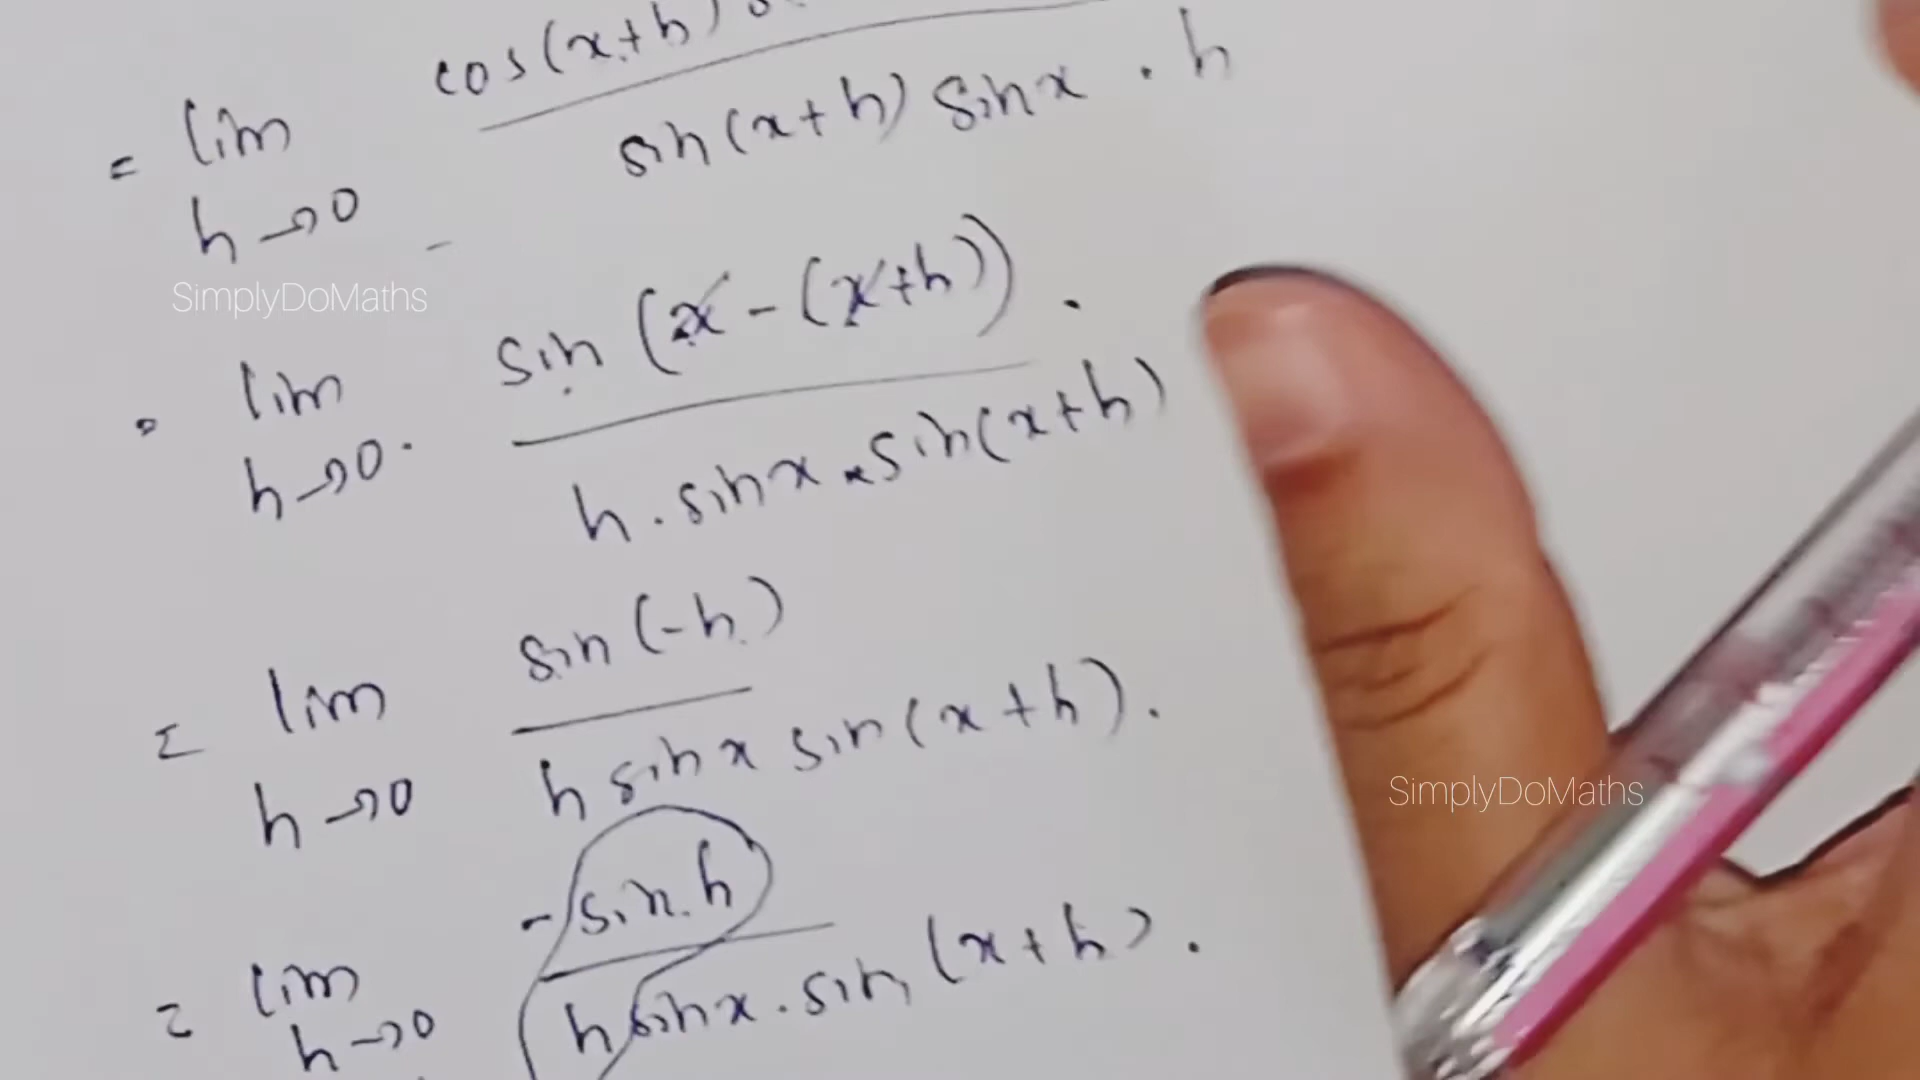 cos(x+h)
= lim
h→0
sin(x+h) sinx . h
SimplyDoMaths
= lim sin(x-(x+h)) .
h→0. h.sinx × sin(x+h)
= lim sin(-h)
h→0 h sinx sin(x+h).
SimplyDoMaths
= lim -sin.h
h→0 h sinx . sin(x+h).